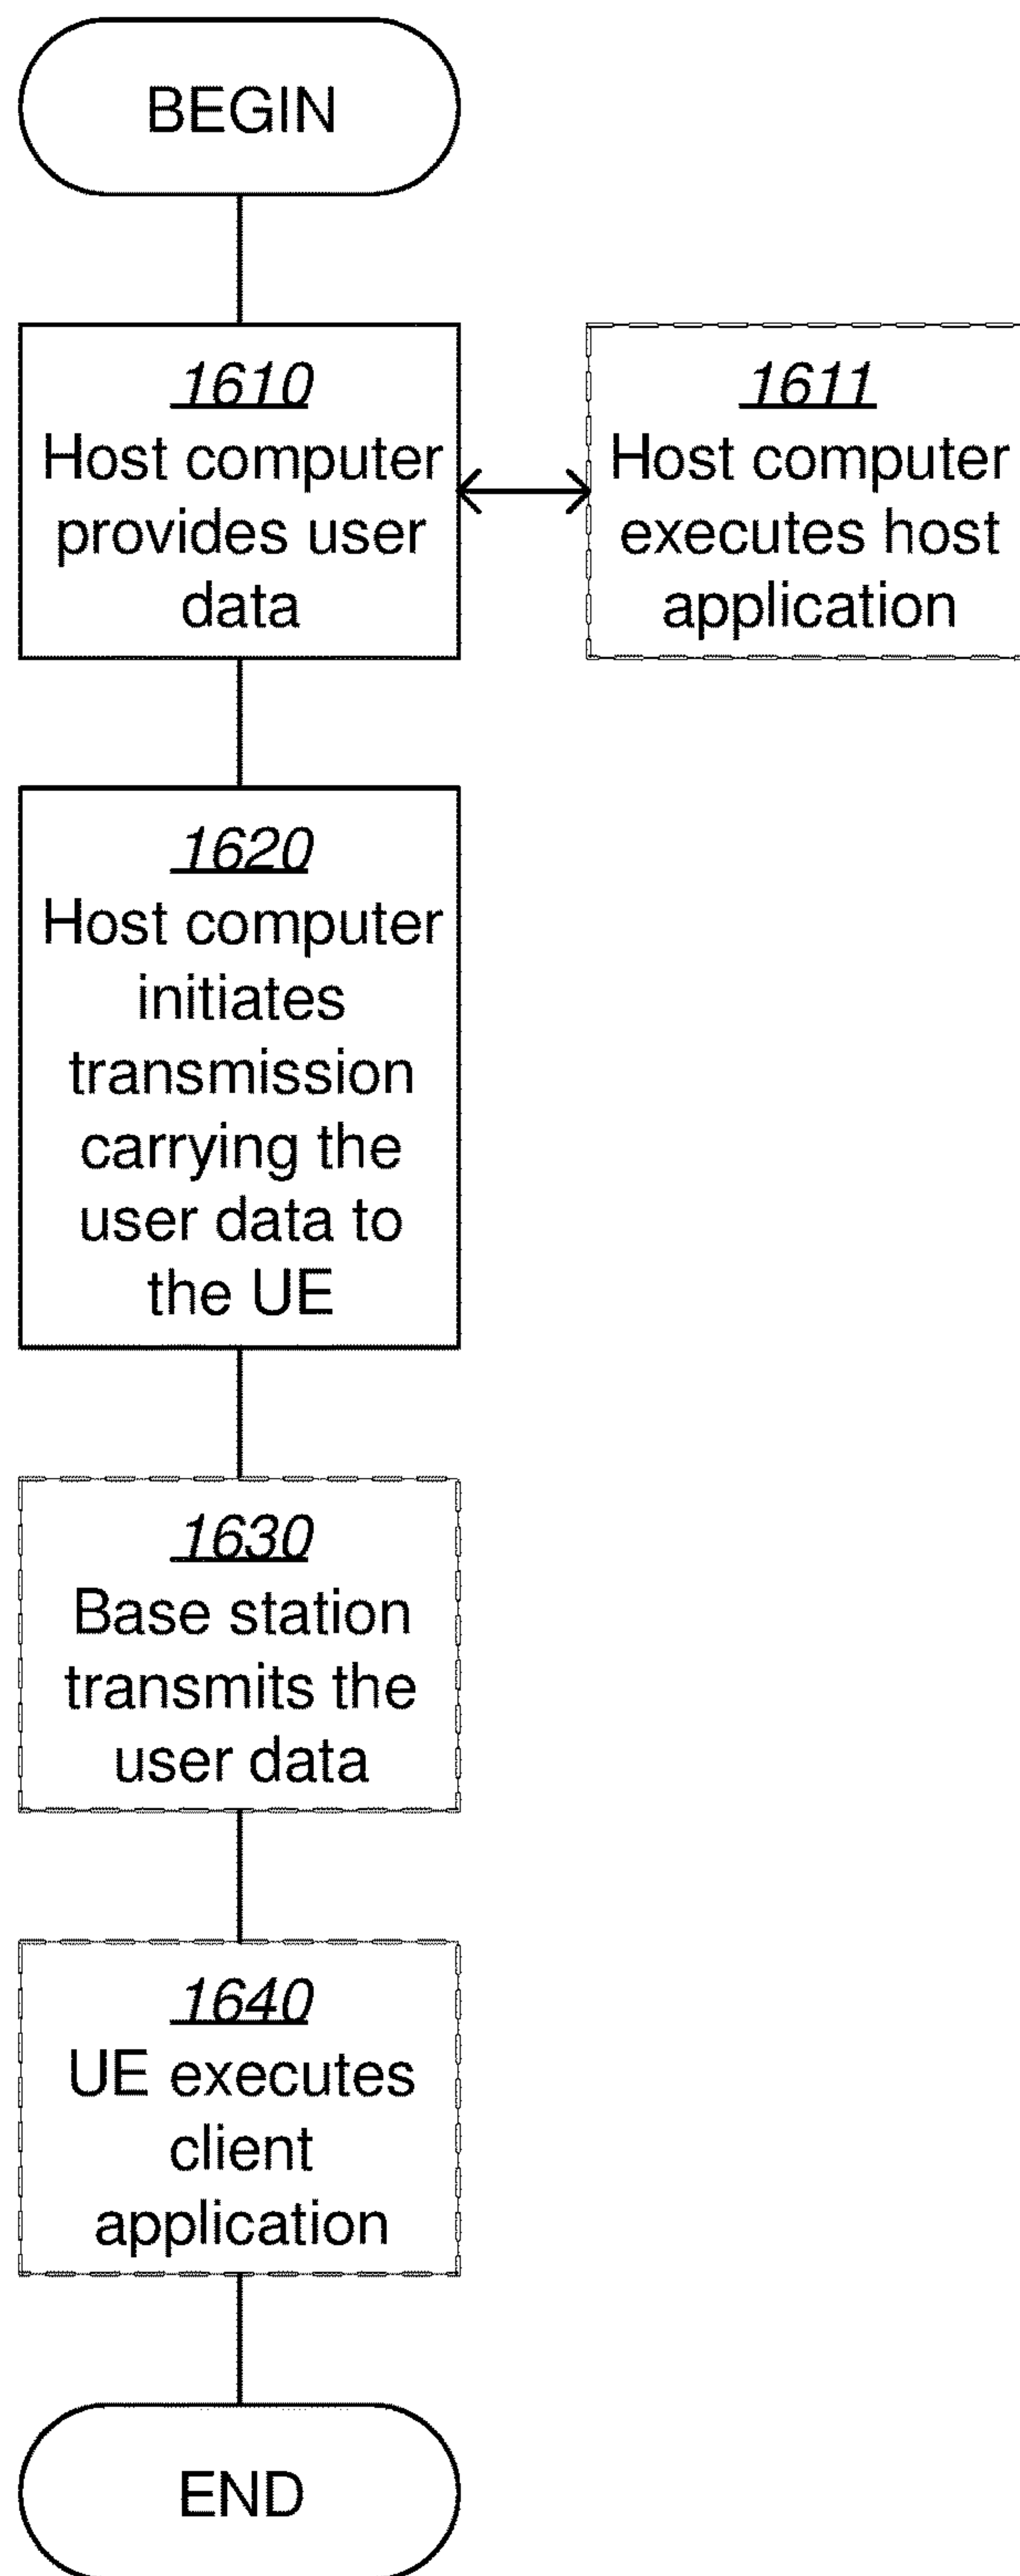 BEGIN
1610
Host computer
provides user
data
1611
Host computer
executes host
application
1620
Host computer
initiates
transmission
carrying the
user data to
the UE
1630
Base station
transmits the
user data
1640
UE executes
client
application
END